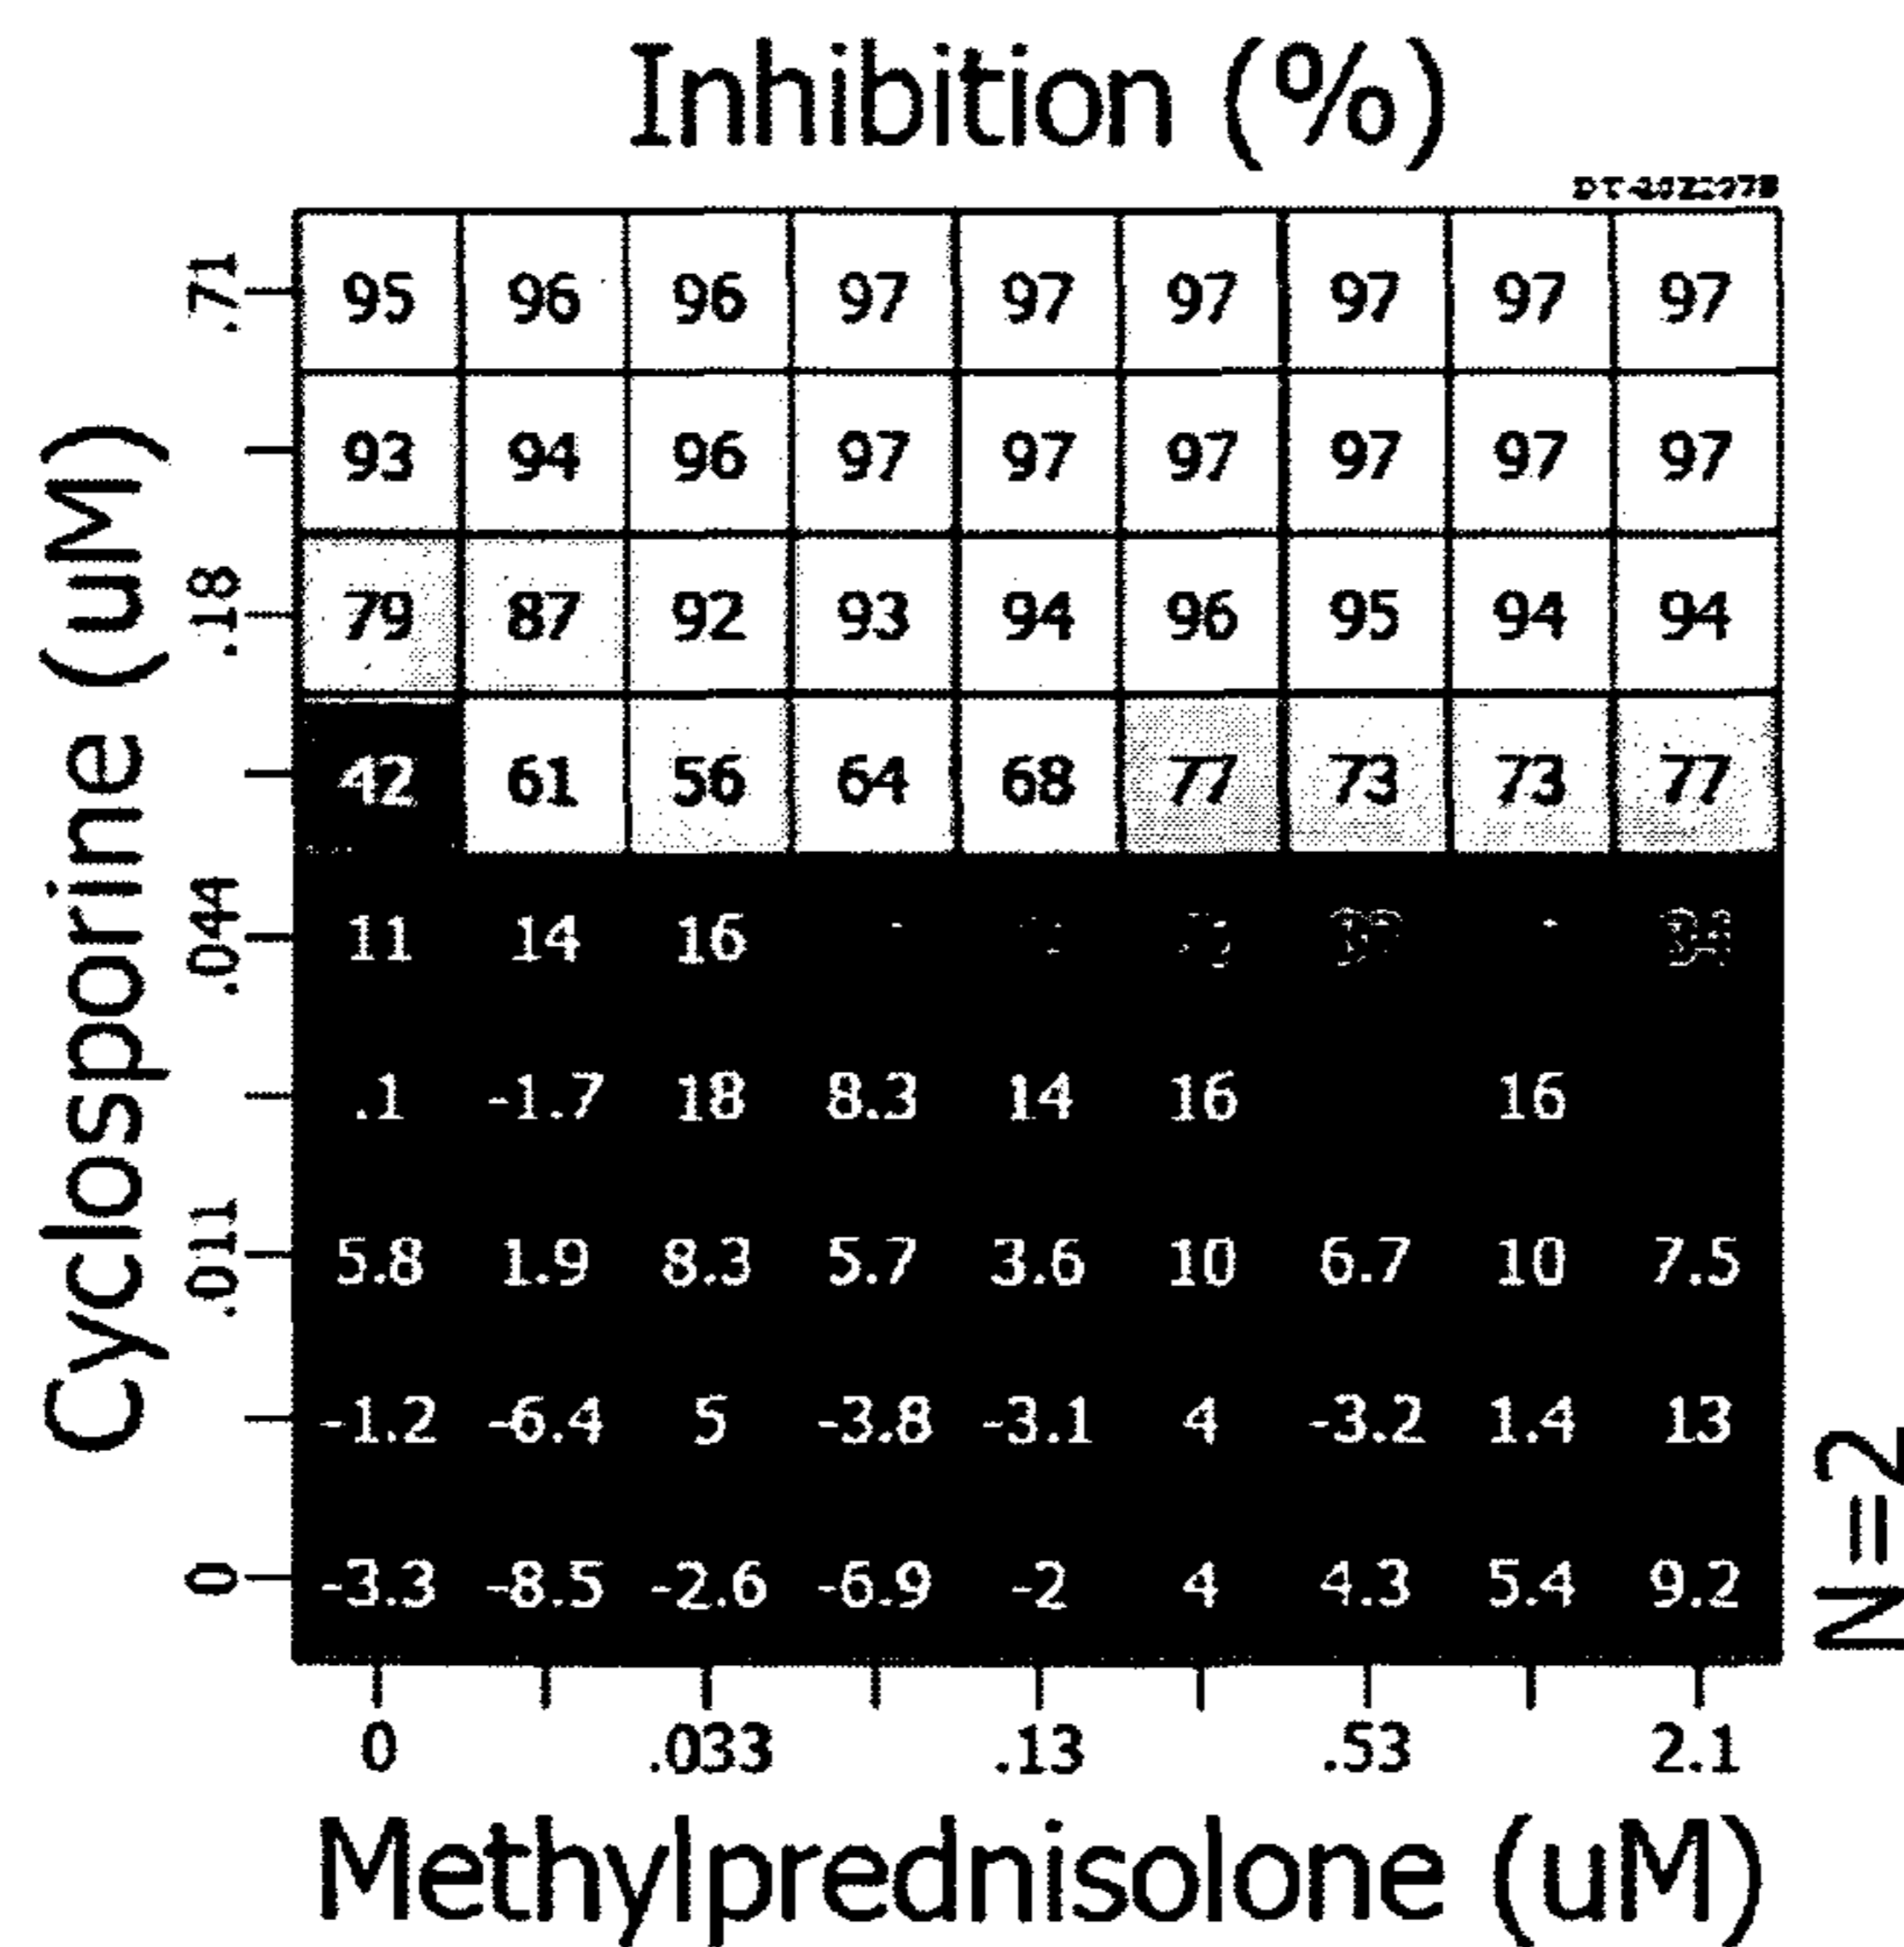 Inhibition (%)
.71 95 96 96 97 97 97 97 97 97
93 94 96 97 97 97 97 97 97
.18 79 87 92 93 94 96 95 94 94
42 61 56 64 68 77 73 73 77
.044 11 14 16
.1 -1.7 18 8.3 14 16 16
.011 5.8 1.9 8.3 5.7 3.6 10 6.7 10 7.5
-1.2 -6.4 5 -3.8 -3.1 4 -3.2 1.4 13
0 -3.3 -8.5 -2.6 -6.9 -2 4 4.3 5.4 9.2
0 .033 .13 .53 2.1
Methylprednisolone (uM)
Cyclosporine (uM)
N=2